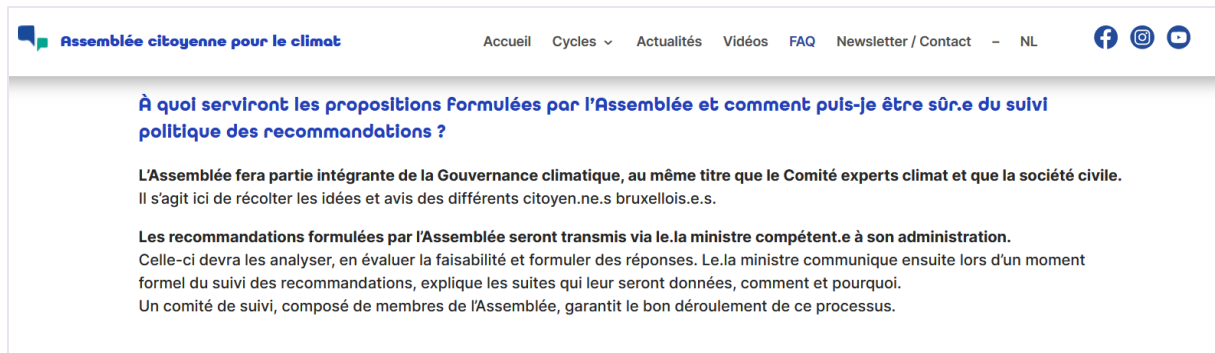 Assemblée citoyenne pour le climat
Accueil Cycles Actualités Vidéos FAQ Newsletter / Contact – NL
À quoi serviront les propositions formulées par l'Assemblée et comment puis-je être sûr.e du suivi
politique des recommandations ?
L'Assemblée fera partie intégrante de la Gouvernance climatique, au même titre que le Comité experts climat et que la société civile.
Il s'agit ici de récolter les idées et avis des différents citoyen.ne.s bruxellois.e.s.
Les recommandations formulées par l'Assemblée seront transmis via le.la ministre compétent.e à son administration.
Celle-ci devra les analyser, en évaluer la faisabilité et formuler des réponses. Le.la ministre communique ensuite lors d'un moment
formel du suivi des recommandations, explique les suites qui leur seront données, comment et pourquoi.
Un comité de suivi, composé de membres de l'Assemblée, garantit le bon déroulement de ce processus.